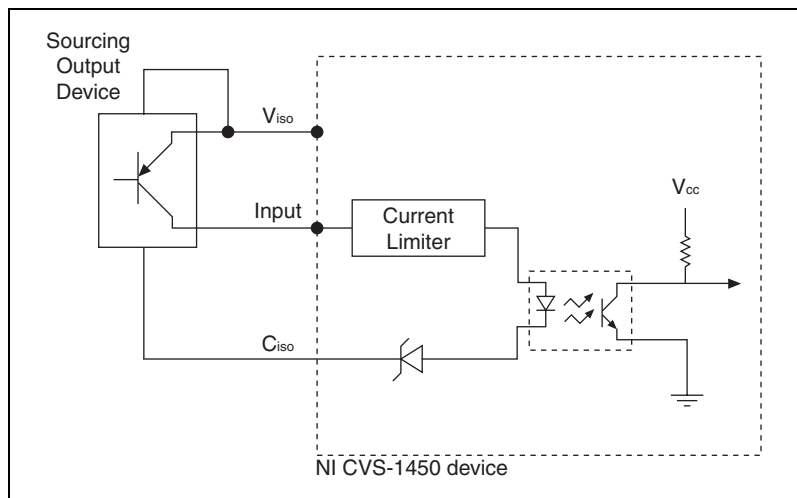 Sourcing
Output
Device
Viso
Input
Current
Limiter
Vcc
Ciso
NI CVS-1450 device